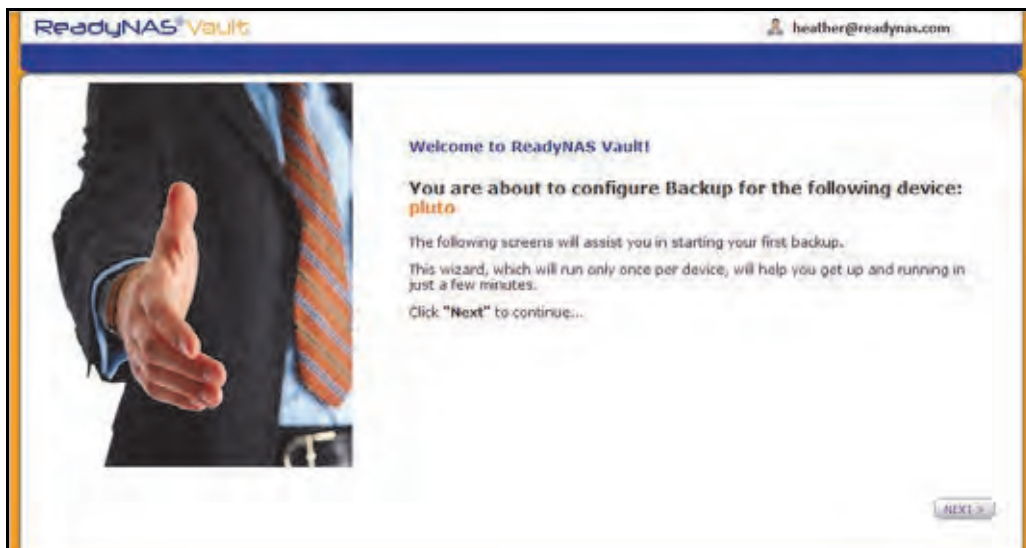 ReadyNAS® Vault
heather@readynas.com
Welcome to ReadyNAS Vault!
You are about to configure Backup for the following device:
pluto
The following screens will assist you in starting your first backup.
This wizard, which will run only once per device, will help you get up and running in
just a few minutes.
Click "Next" to continue...
NEXT >